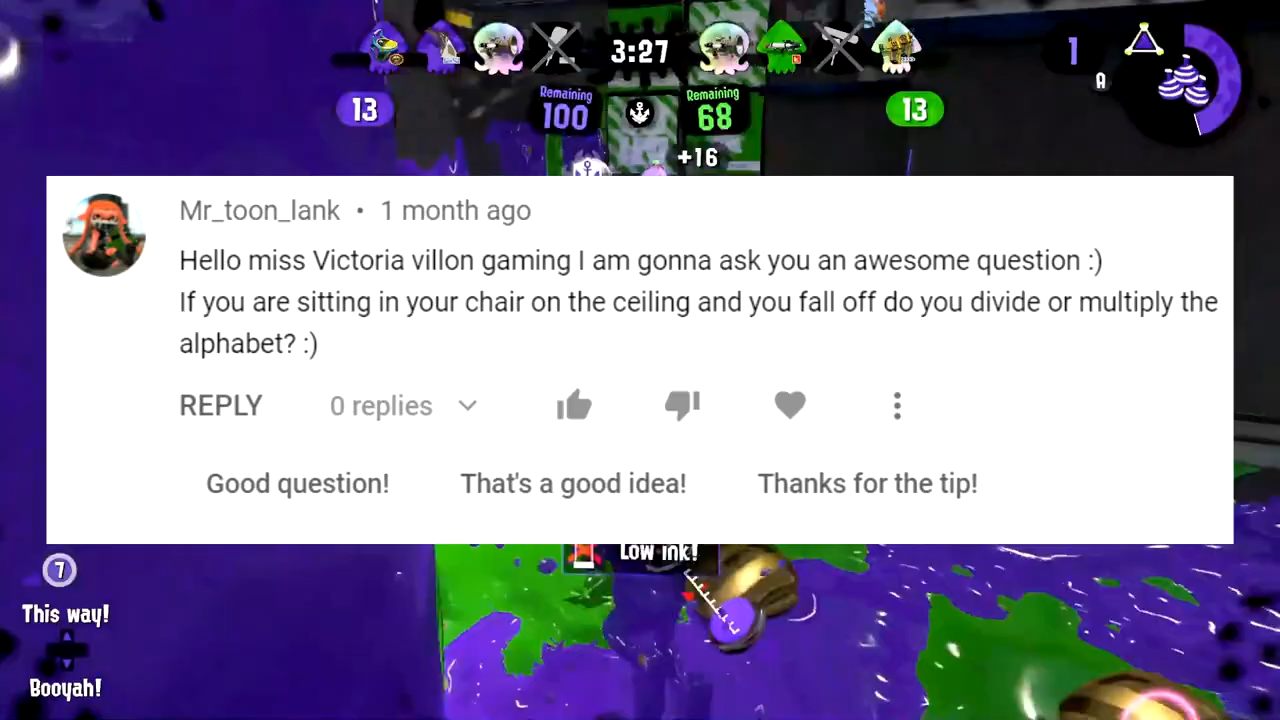 3:27
1
A
Remaining
Remaining
13
100
68
13
+16
Mr_toon_lank • 1 month ago
Hello miss Victoria villon gaming I am gonna ask you an awesome question :)
If you are sitting in your chair on the ceiling and you fall off do you divide or multiply the
alphabet? :)
REPLY 0 replies
Good question! That's a good idea! Thanks for the tip!
Low ink!
7
This way!
Booyah!